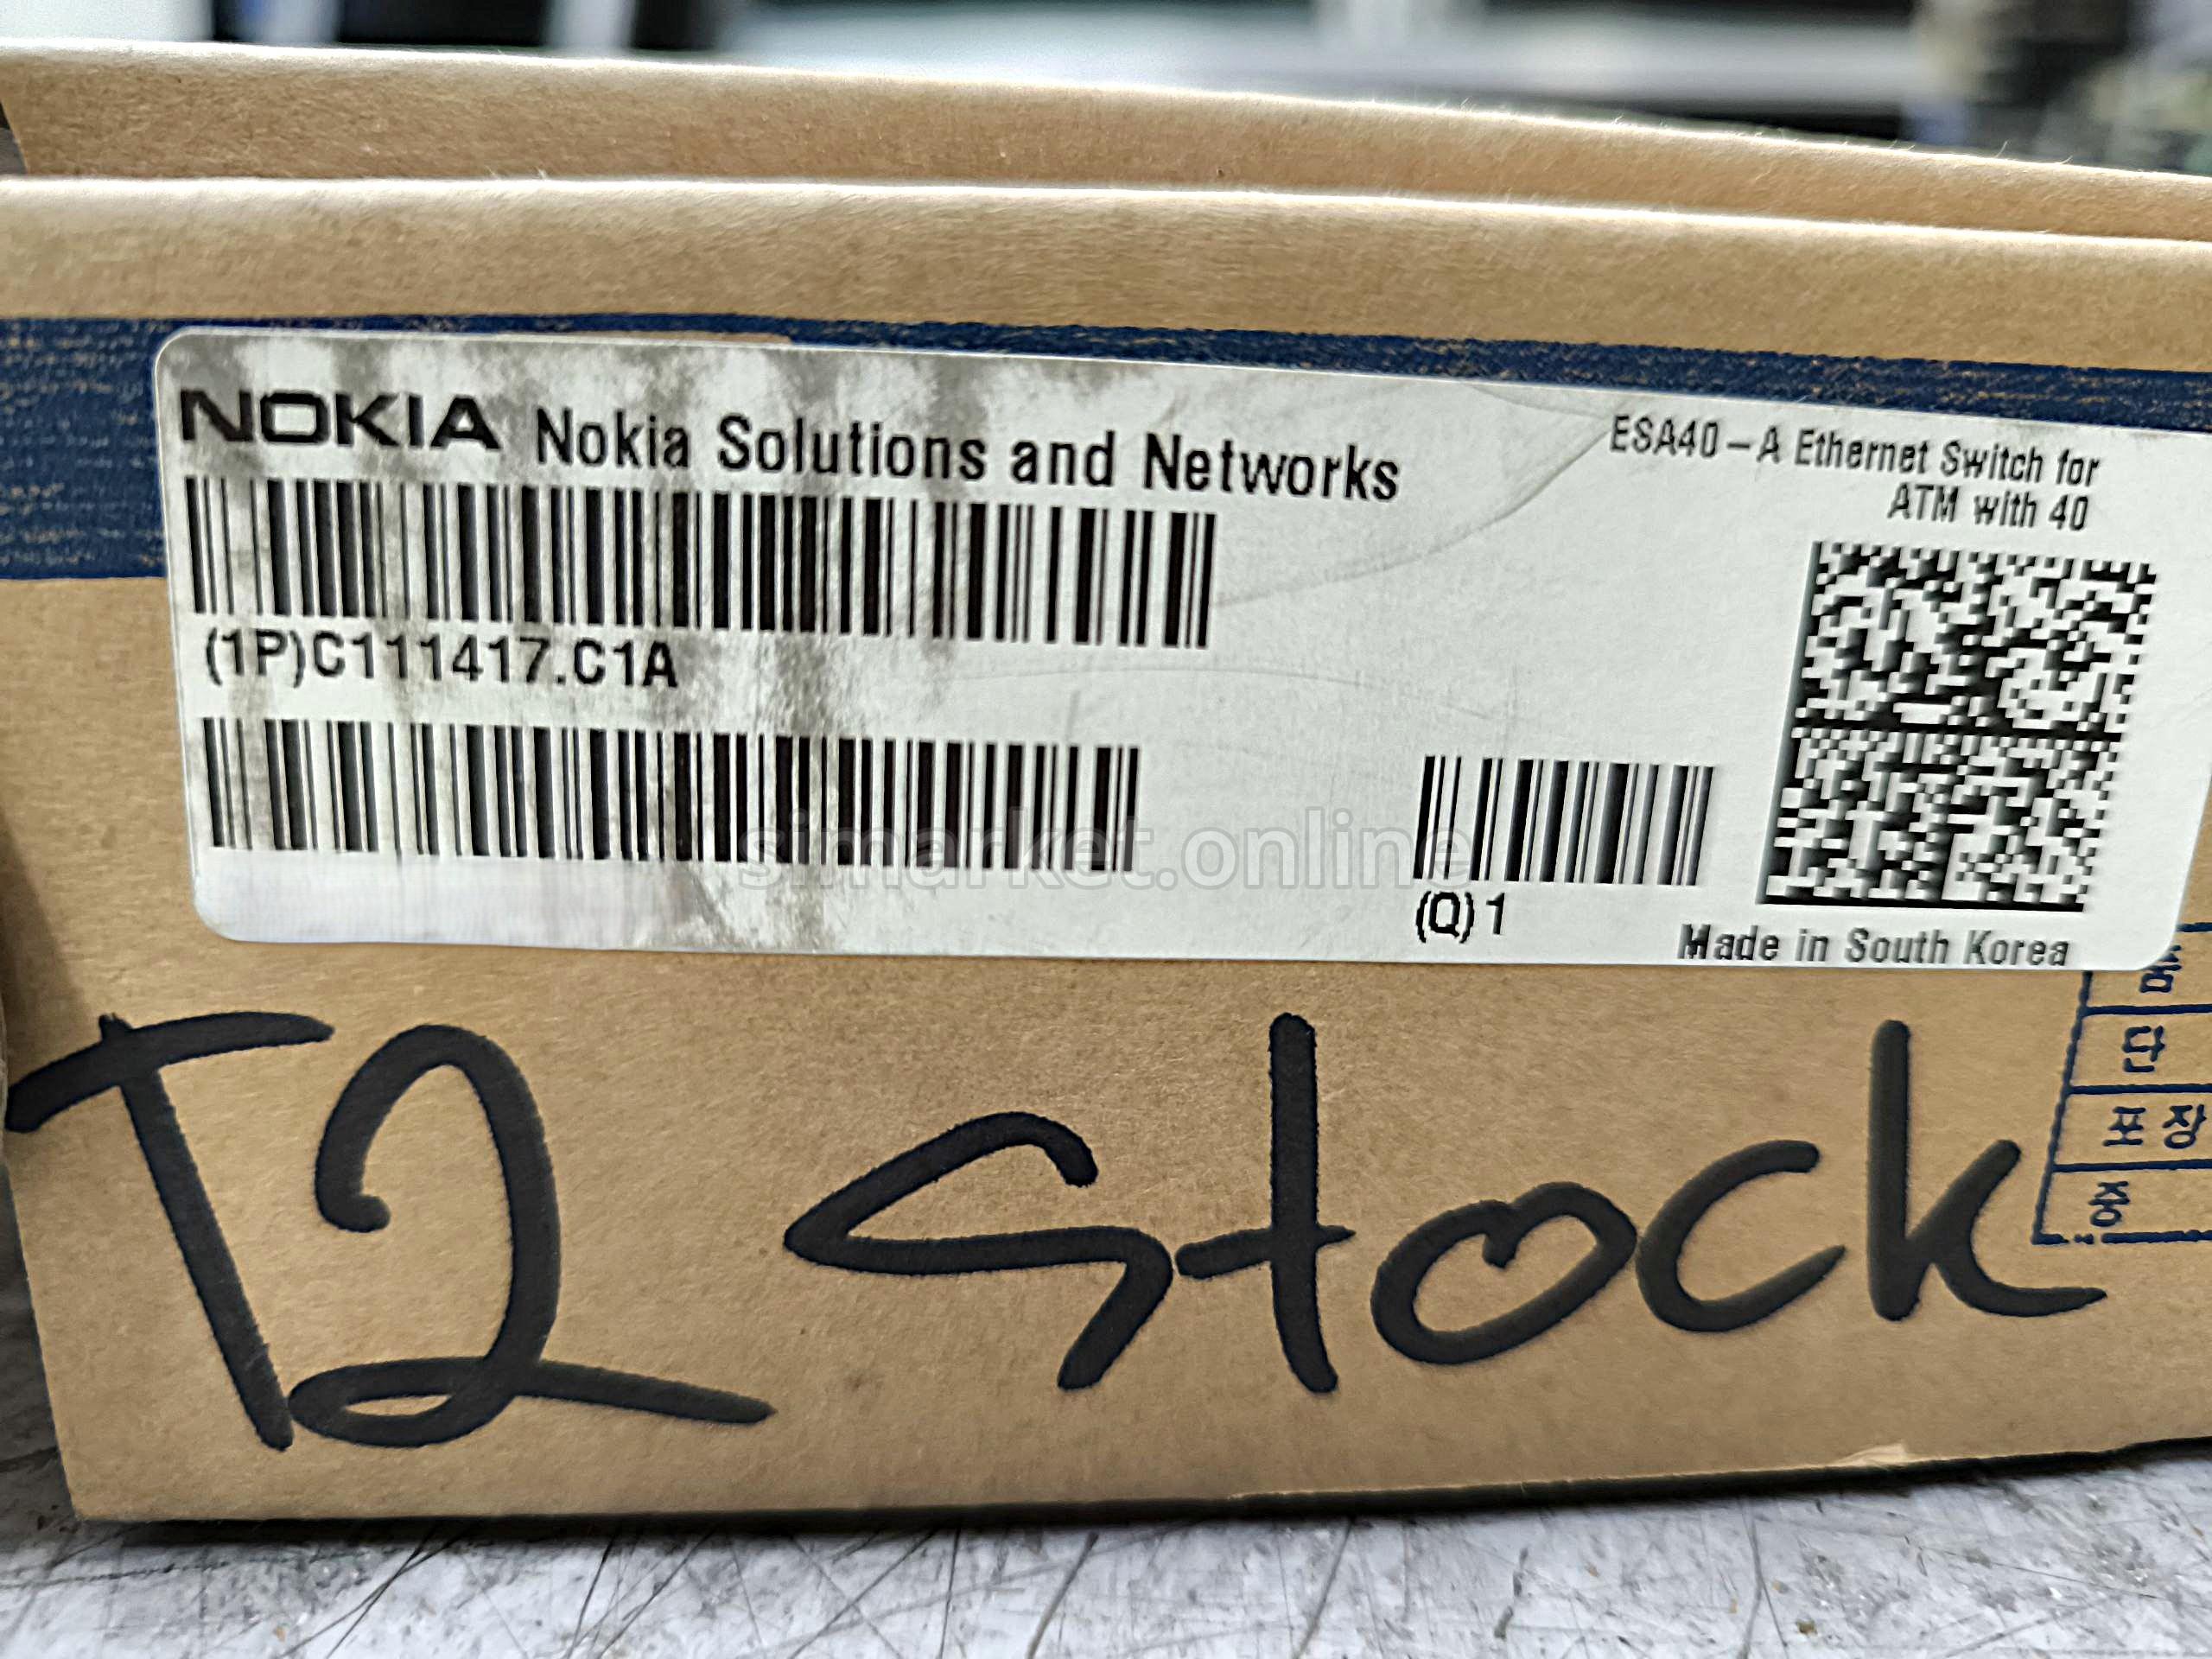 NOKIA Nokia Solutions and Networks
ESA40-A Ethernet Switch for
ATM with 40
(1P)C111417.C1A
simarket.online
(Q)1
Made in South Korea
단
포장
중
T2 Stock